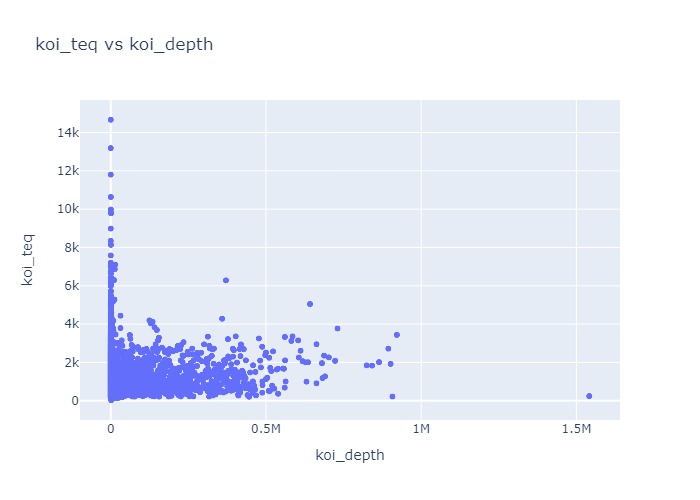 koi_teq vs koi_depth
14k
12k
10k
8k
6k
4k
2k
0
koi_teq
0
0.5M
1M
1.5M
koi_depth